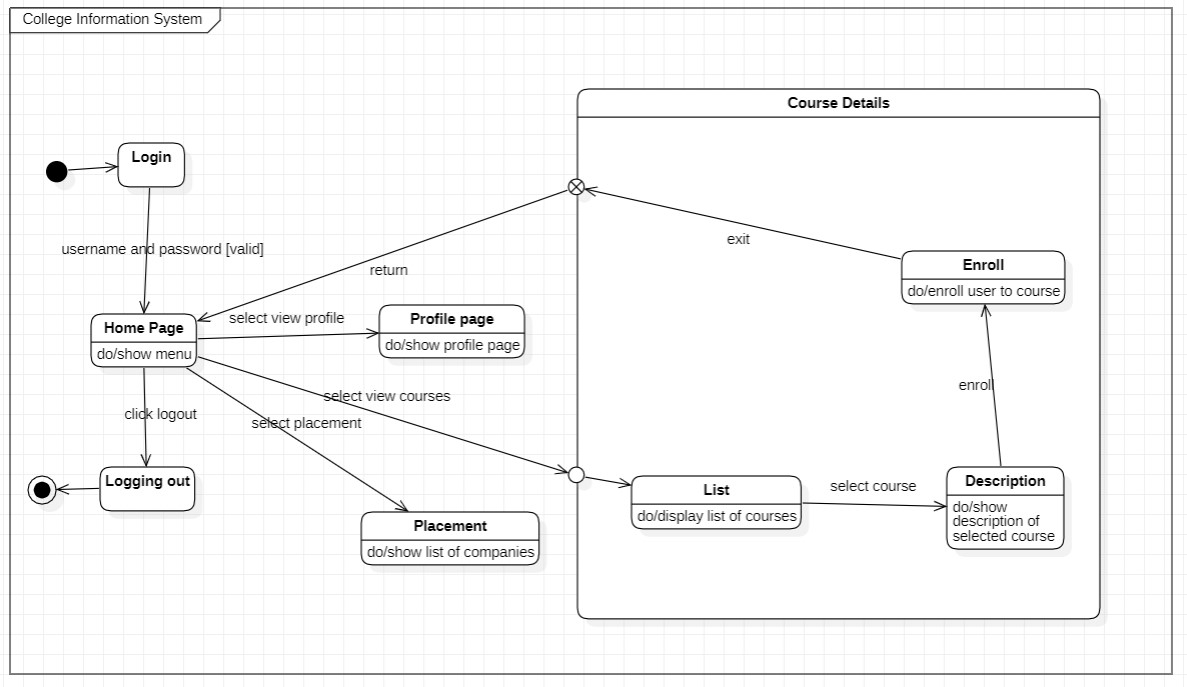 College Information System
Course Details
Login
username and password [valid]
exit
Enroll
do/enroll user to course
return
select view profile
Home Page
do/show menu
Profile page
do/show profile page
enroll
select view courses
click logout
select placement
Logging out
List
do/display list of courses
select course
Description
do/show
description of
selected course
Placement
do/show list of companies